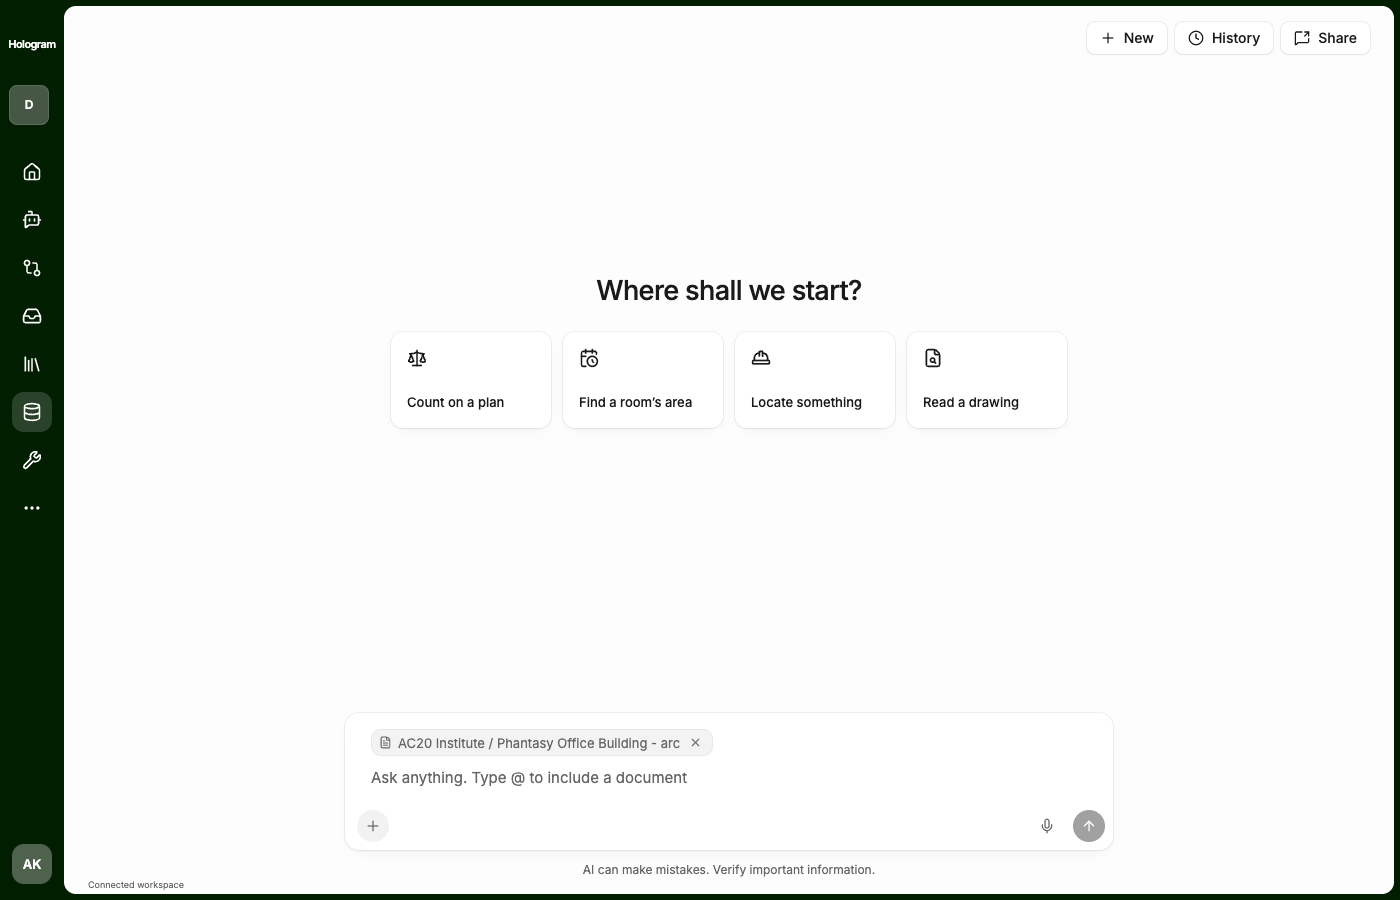 Hologram
New
History
Share
D
Where shall we start?
Count on a plan
Find a room's area
Locate something
Read a drawing
AC20 Institute / Phantasy Office Building - arc
Ask anything. Type @ to include a document
AI can make mistakes. Verify important information.
AK
Connected workspace